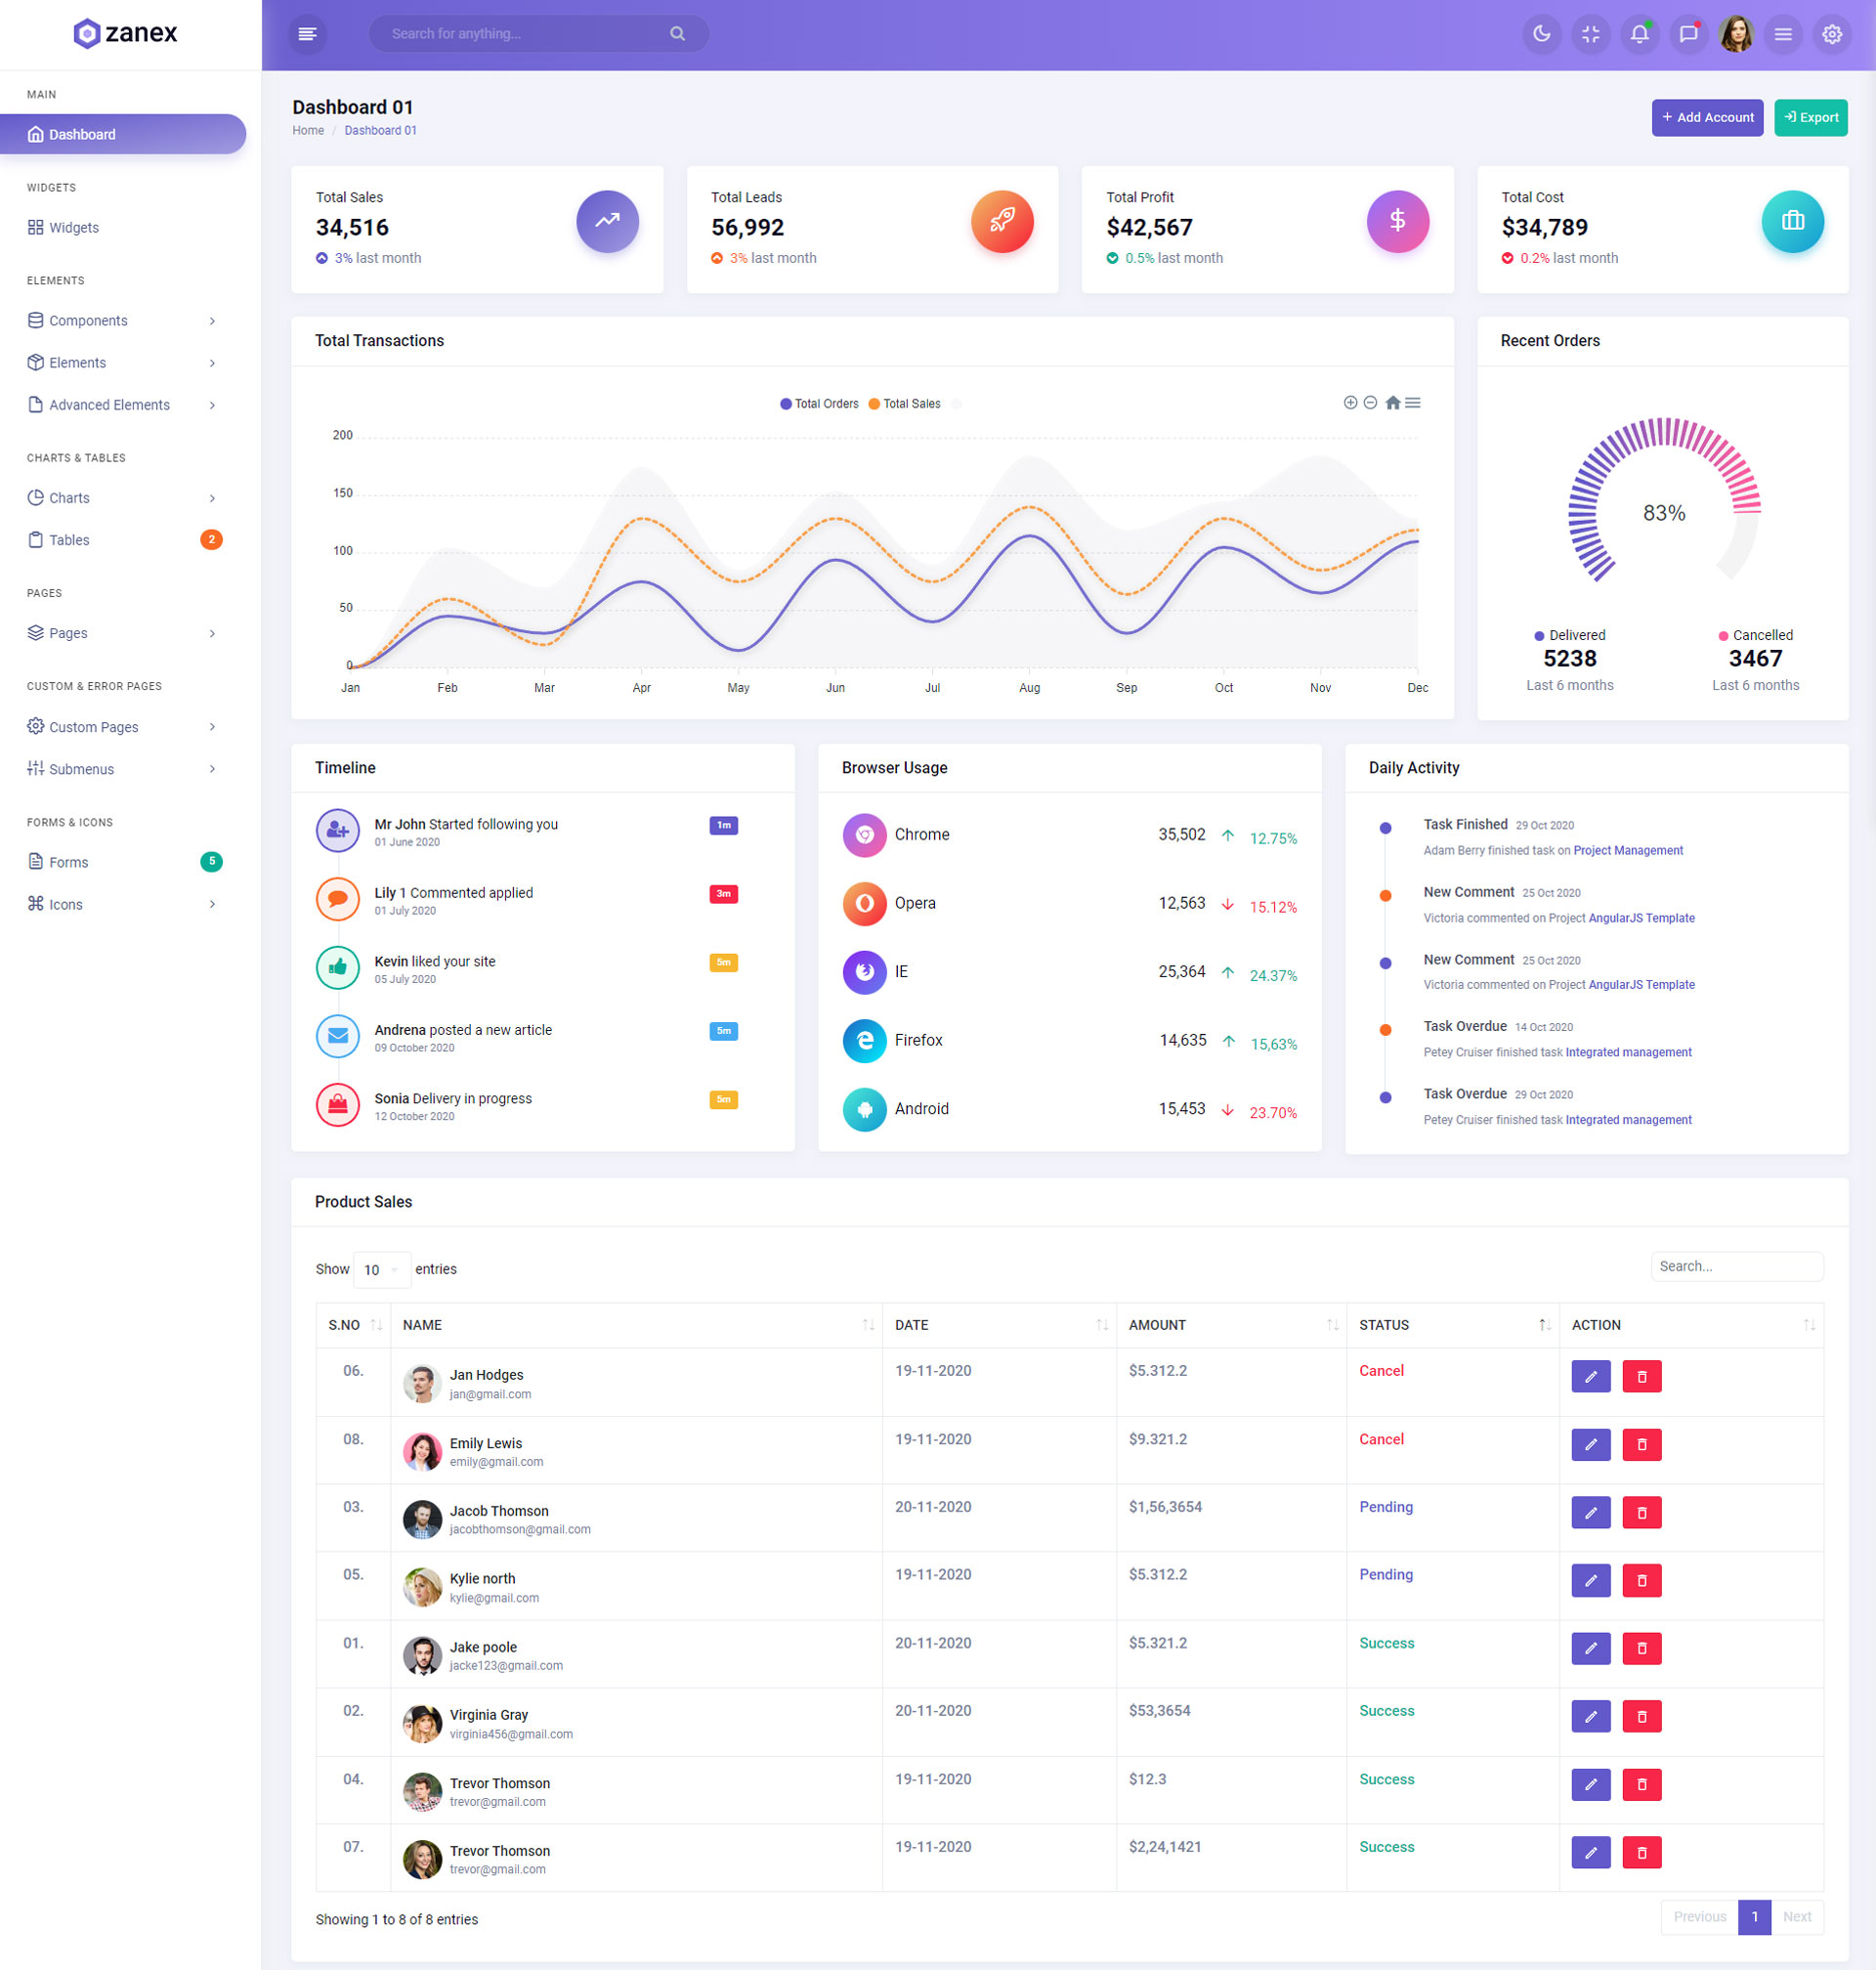 zanex
Search for anything...
MAIN
Dashboard
WIDGETS
Widgets
ELEMENTS
Components
Elements
Advanced Elements
CHARTS & TABLES
Charts
Tables 2
PAGES
Pages
CUSTOM & ERROR PAGES
Custom Pages
Submenus
FORMS & ICONS
Forms 5
Icons
Dashboard 01
Home / Dashboard 01
+ Add Account
Export
Total Sales
34,516
3% last month
Total Leads
56,992
3% last month
Total Profit
$42,567
0.5% last month
Total Cost
$34,789
0.2% last month
Total Transactions
Total Orders Total Sales
200
150
100
50
0
Jan Feb Mar Apr May Jun Jul Aug Sep Oct Nov Dec
Recent Orders
83%
Delivered
5238
Last 6 months
Cancelled
3467
Last 6 months
Timeline
Mr John Started following you 1m
01 June 2020
Lily 1 Commented applied 3m
01 July 2020
Kevin liked your site 5m
05 July 2020
Andrena posted a new article 5m
09 October 2020
Sonia Delivery in progress 5m
12 October 2020
Browser Usage
Chrome 35,502 12.75%
Opera 12,563 15.12%
IE 25,364 24.37%
Firefox 14,635 15,63%
Android 15,453 23.70%
Daily Activity
Task Finished 29 Oct 2020
Adam Berry finished task on Project Management
New Comment 25 Oct 2020
Victoria commented on Project AngularJS Template
New Comment 25 Oct 2020
Victoria commented on Project AngularJS Template
Task Overdue 14 Oct 2020
Petey Cruiser finished task Integrated management
Task Overdue 29 Oct 2020
Petey Cruiser finished task Integrated management
Product Sales
Show 10 entries
Search...
S.NO NAME DATE AMOUNT STATUS ACTION
06. Jan Hodges 19-11-2020 $5.312.2 Cancel
jan@gmail.com
08. Emily Lewis 19-11-2020 $9.321.2 Cancel
emily@gmail.com
03. Jacob Thomson 20-11-2020 $1,56,3654 Pending
jacobthomson@gmail.com
05. Kylie north 19-11-2020 $5.312.2 Pending
kylie@gmail.com
01. Jake poole 20-11-2020 $5.321.2 Success
jacke123@gmail.com
02. Virginia Gray 20-11-2020 $53,3654 Success
virginia456@gmail.com
04. Trevor Thomson 19-11-2020 $12.3 Success
trevor@gmail.com
07. Trevor Thomson 19-11-2020 $2,24,1421 Success
trevor@gmail.com
Showing 1 to 8 of 8 entries
Previous 1 Next